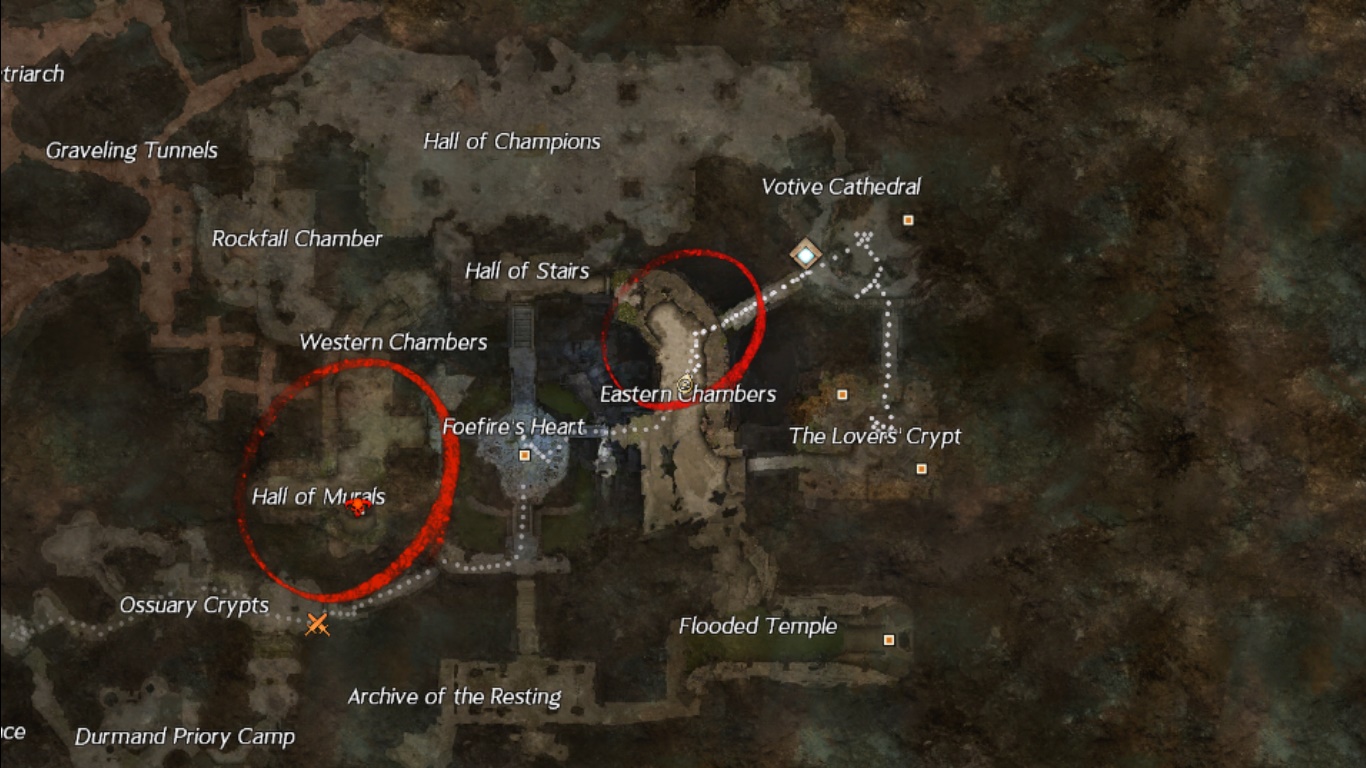 triarch
Hall of Champions
Graveling Tunnels
Votive Cathedral
Rockfall Chamber
Hall of Stairs
Western Chambers
Eastern Chambers
Foefire's Heart
The Lovers' Crypt
Hall of Murals
Ossuary Crypts
Flooded Temple
Archive of the Resting
nce
Durmand Priory Camp